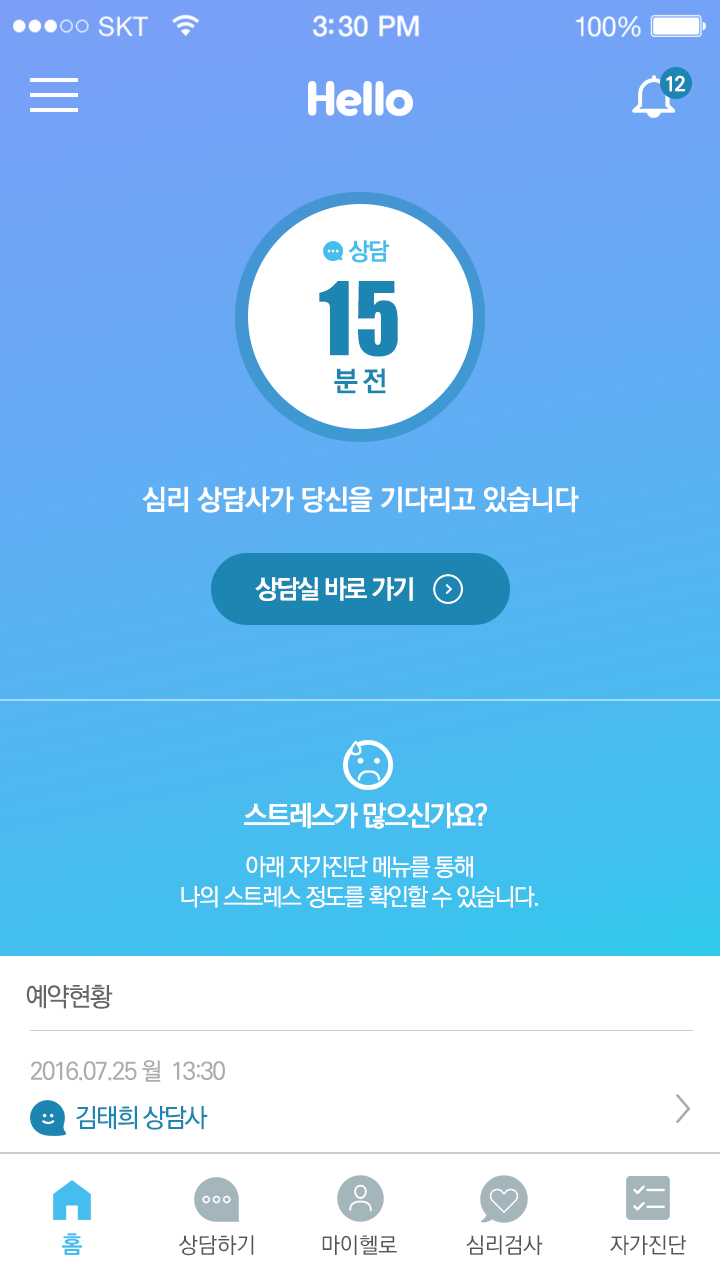 SKT 3:30 PM 100%
Hello 12
상담
15
분 전
심리 상담사가 당신을 기다리고 있습니다
상담실 바로 가기
스트레스가 많으신가요?
아래 자가진단 메뉴를 통해
나의 스트레스 정도를 확인할 수 있습니다.
예약현황
2016.07.25 월 13:30
김태희 상담사
홈 상담하기 마이헬로 심리검사 자가진단